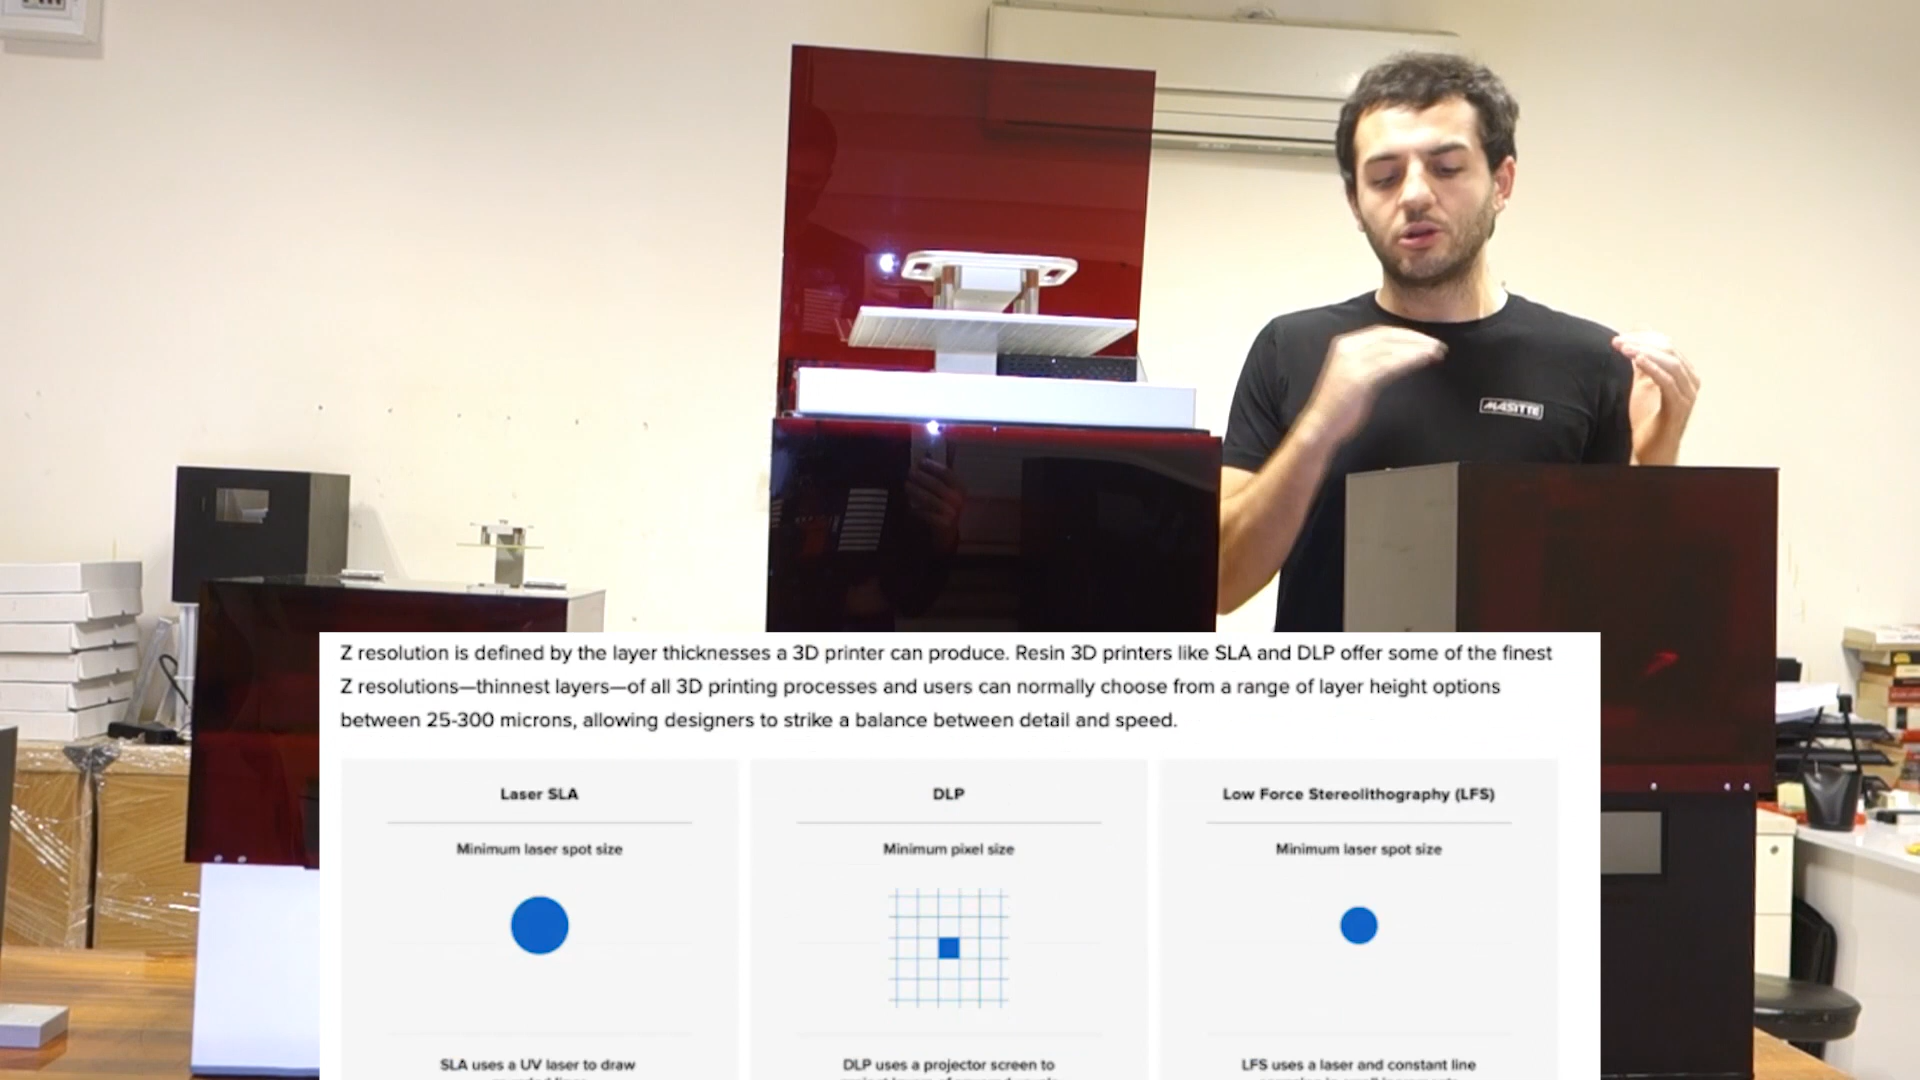 MASITTE
Z resolution is defined by the layer thicknesses a 3D printer can produce. Resin 3D printers like SLA and DLP offer some of the finest
Z resolutions—thinnest layers—of all 3D printing processes and users can normally choose from a range of layer height options
between 25-300 microns, allowing designers to strike a balance between detail and speed.
Laser SLA
DLP
Low Force Stereolithography (LFS)
Minimum laser spot size
Minimum pixel size
Minimum laser spot size
SLA uses a UV laser to draw
DLP uses a projector screen to
LFS uses a laser and constant line